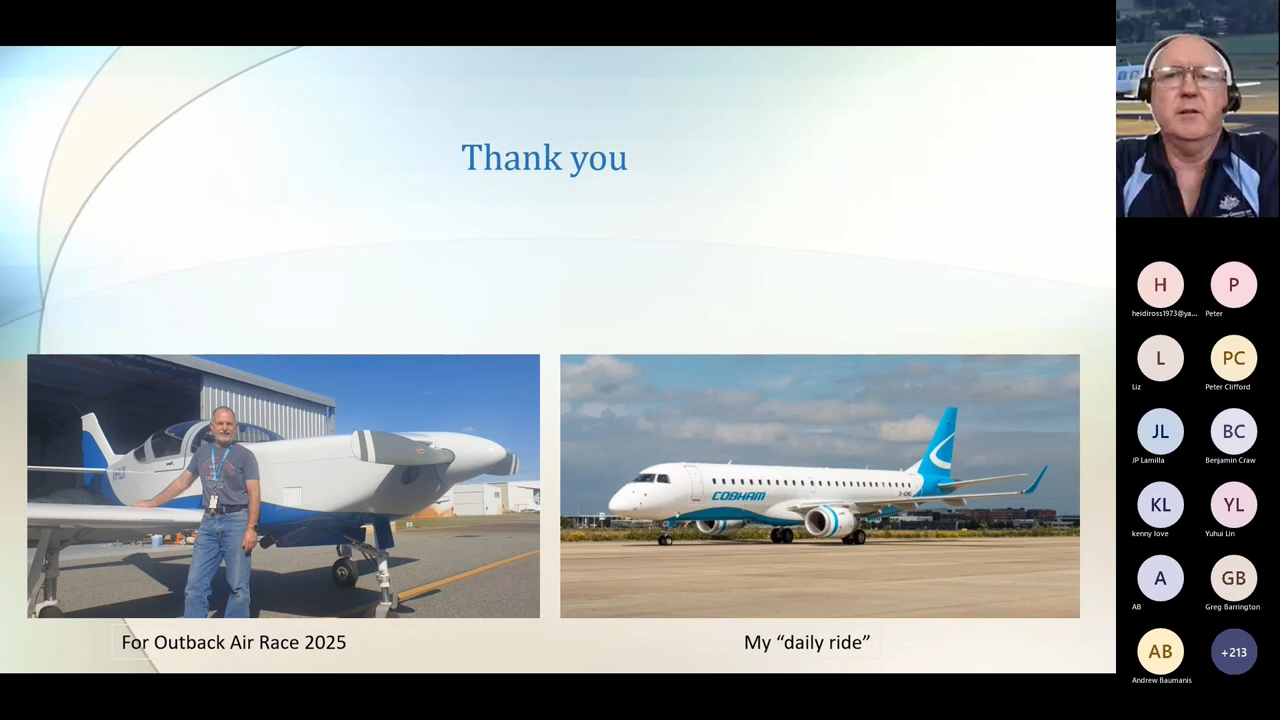 Thank you
COBHAM
For Outback Air Race 2025
My “daily ride”
H
heidiross1973@ya...
P
Peter
L
Liz
PC
Peter Clifford
JL
JP Lamilla
BC
Benjamin Craw
KL
kenny love
YL
Yuhui Lin
A
AB
GB
Greg Barrington
AB
Andrew Baumanis
+213